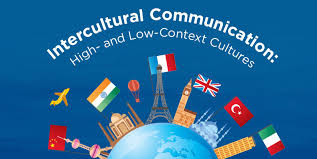 Intercultural Communication:
High- and Low-Context Cultures